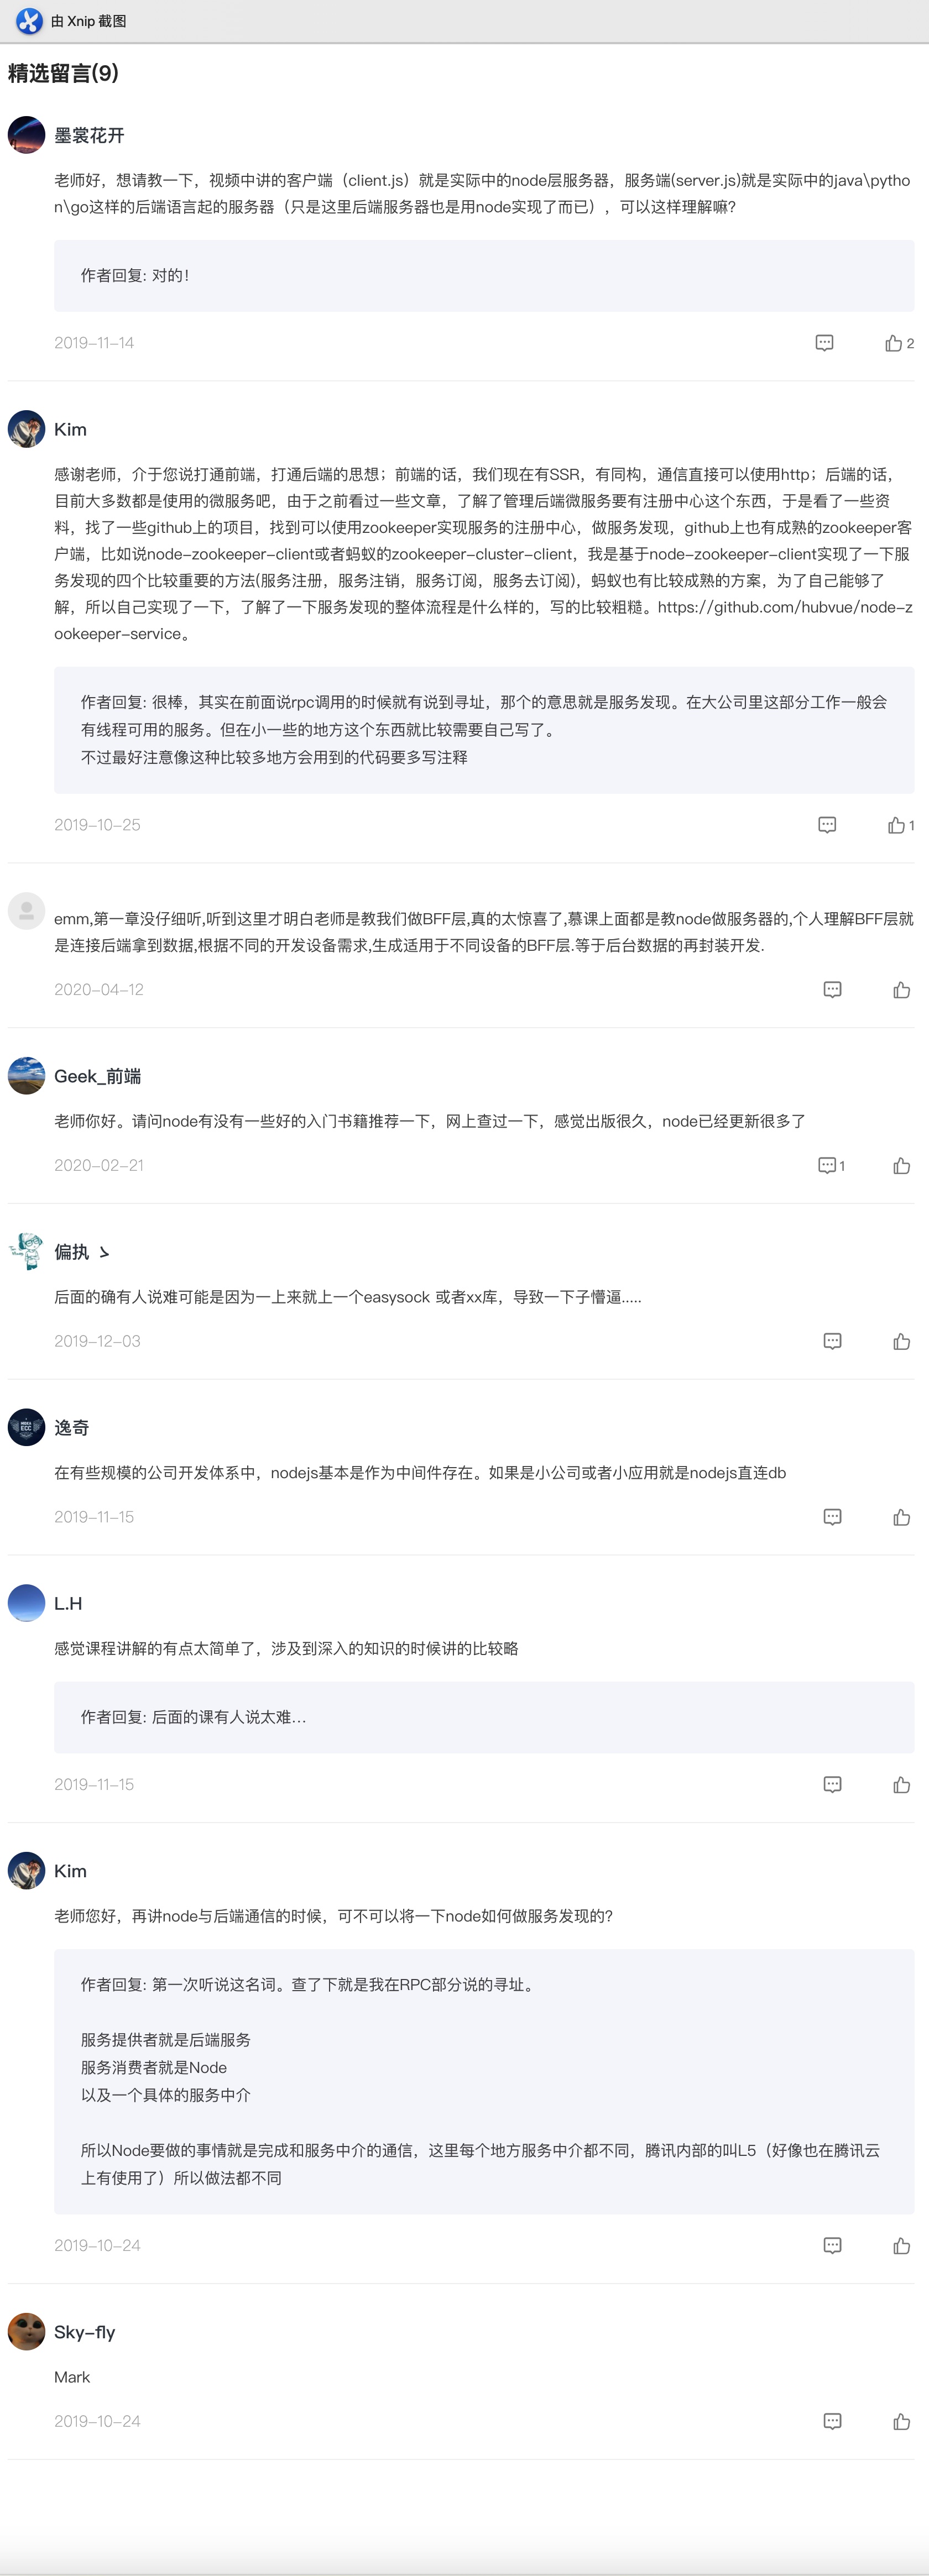 由 Xnip 截图
精选留言(9)
墨裳花开
老师好，想请教一下，视频中讲的客户端（client.js）就是实际中的node层服务器，服务端(server.js)就是实际中的java\pytho
n\go这样的后端语言起的服务器（只是这里后端服务器也是用node实现了而已），可以这样理解嘛？
作者回复: 对的！
2019-11-14
2
Kim
感谢老师，介于您说打通前端，打通后端的思想；前端的话，我们现在有SSR，有同构，通信直接可以使用http；后端的话，
目前大多数都是使用的微服务吧，由于之前看过一些文章，了解了管理后端微服务要有注册中心这个东西，于是看了一些资
料，找了一些github上的项目，找到可以使用zookeeper实现服务的注册中心，做服务发现，github上也有成熟的zookeeper客
户端，比如说node-zookeeper-client或者蚂蚁的zookeeper-cluster-client，我是基于node-zookeeper-client实现了一下服
务发现的四个比较重要的方法(服务注册，服务注销，服务订阅，服务去订阅)，蚂蚁也有比较成熟的方案，为了自己能够了
解，所以自己实现了一下，了解了一下服务发现的整体流程是什么样的，写的比较粗糙。https://github.com/hubvue/node-z
ookeeper-service。
作者回复: 很棒，其实在前面说rpc调用的时候就有说到寻址，那个的意思就是服务发现。在大公司里这部分工作一般会
有线程可用的服务。但在小一些的地方这个东西就比较需要自己写了。
不过最好注意像这种比较多地方会用到的代码要多写注释
2019-10-25
1
emm,第一章没仔细听,听到这里才明白老师是教我们做BFF层,真的太惊喜了,慕课上面都是教node做服务器的,个人理解BFF层就
是连接后端拿到数据,根据不同的开发设备需求,生成适用于不同设备的BFF层.等于后台数据的再封装开发.
2020-04-12
Geek_前端
老师你好。请问node有没有一些好的入门书籍推荐一下，网上查过一下，感觉出版很久，node已经更新很多了
2020-02-21
1
偏执 ゝ
后面的确有人说难可能是因为一上来就上一个easysock 或者xx库，导致一下子懵逼.....
2019-12-03
逸奇
在有些规模的公司开发体系中，nodejs基本是作为中间件存在。如果是小公司或者小应用就是nodejs直连db
2019-11-15
L.H
感觉课程讲解的有点太简单了，涉及到深入的知识的时候讲的比较略
作者回复: 后面的课有人说太难…
2019-11-15
Kim
老师您好，再讲node与后端通信的时候，可不可以将一下node如何做服务发现的？
作者回复: 第一次听说这名词。查了下就是我在RPC部分说的寻址。
服务提供者就是后端服务
服务消费者就是Node
以及一个具体的服务中介
所以Node要做的事情就是完成和服务中介的通信，这里每个地方服务中介都不同，腾讯内部的叫L5（好像也在腾讯云
上有使用了）所以做法都不同
2019-10-24
Sky-fly
Mark
2019-10-24